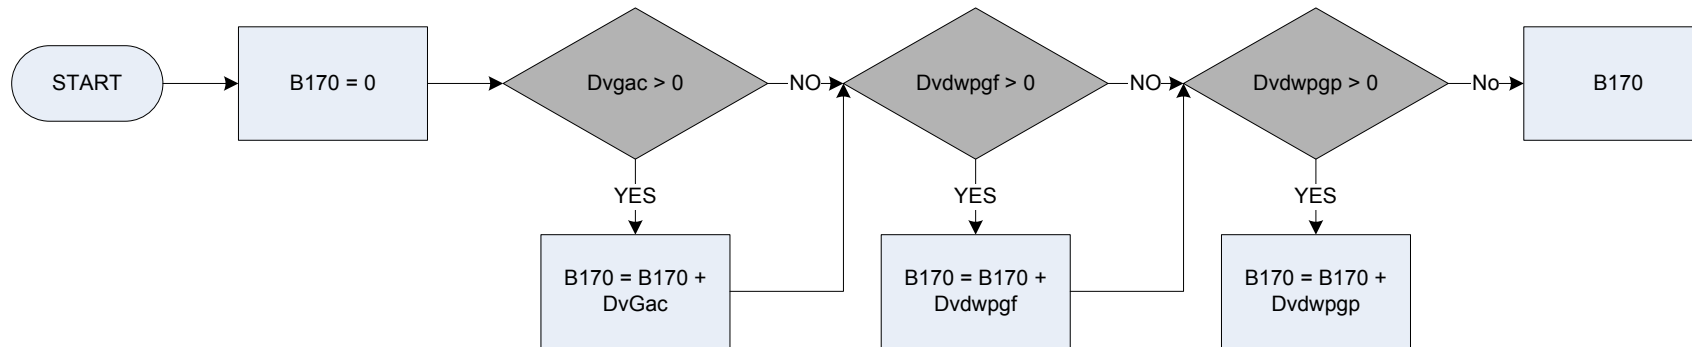 START
B170 = 0
Dvgac > 0
NO
Dvdwpgf > 0
NO
Dvdwpgp > 0
No
B170
YES
YES
YES
B170 = B170 +
DvGac
B170 = B170 +
Dvdwpgf
B170 = B170 +
Dvdwpgp